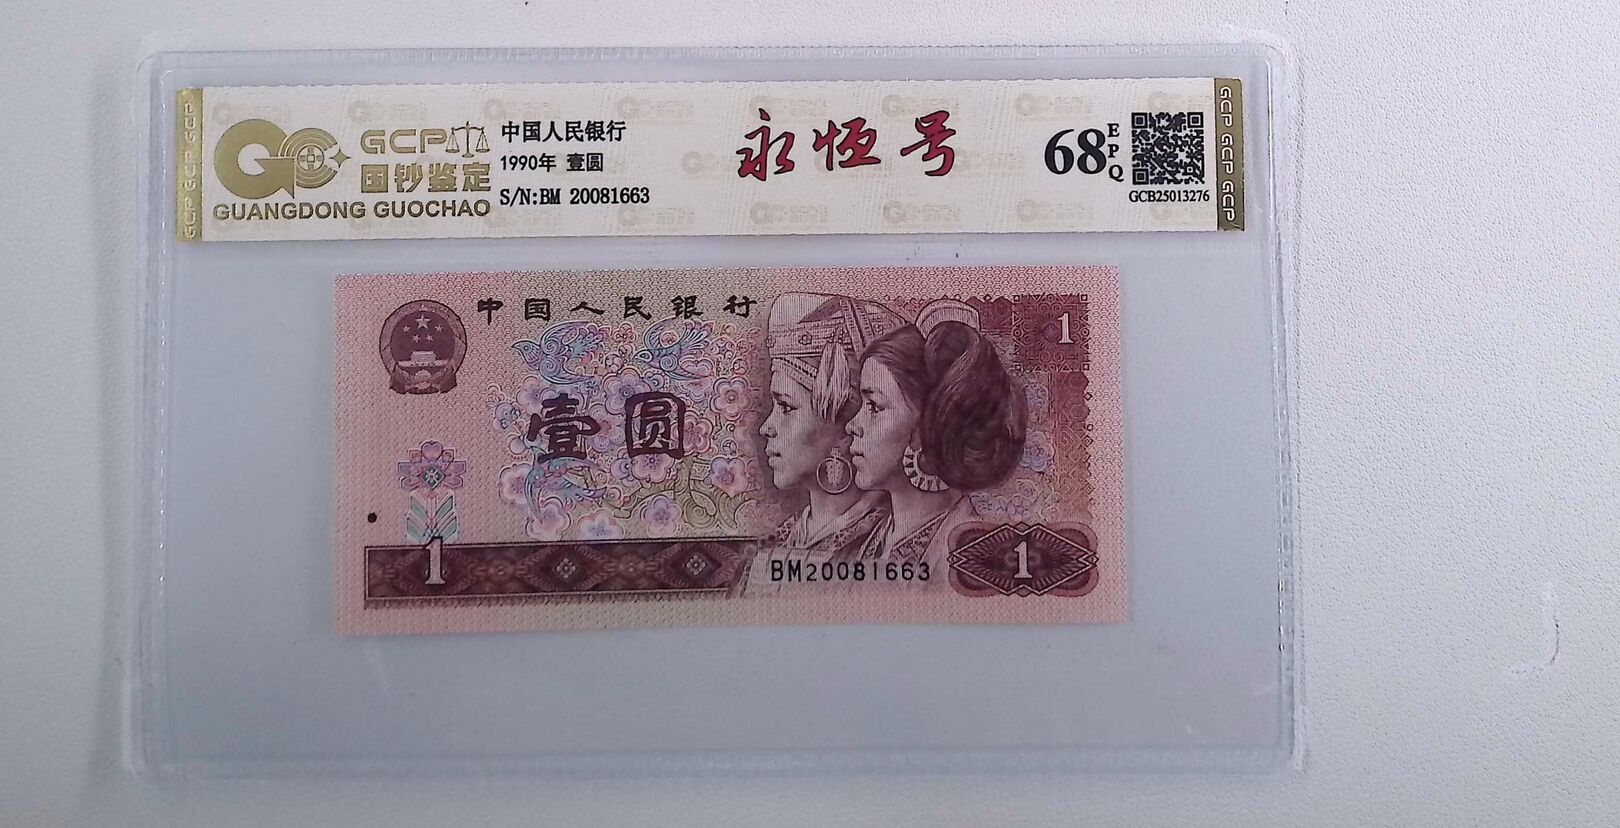 GCP
国钞鉴定
GUANGDONG GUOCHAO
中国人民银行
1990年 壹圆
S/N:BM 20081663
永恒号
68
EPQ
GCB25013276
GCP GCP GCP
GCP GCP GCP
中国人民银行
1
壹圆
1
BM20081663
1